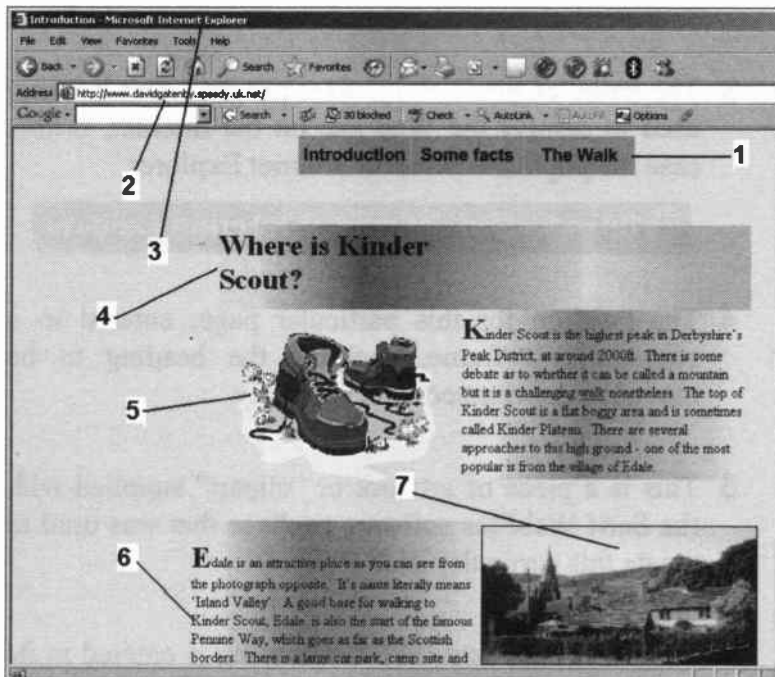 Introduction - Microsoft Internet Explorer
File Edit View Favorites Tools Help
Back Search Favorites
Address http://www.davidgatenby.speedy.uk.net/
Google Search 30 blocked Check AutoLink AutoFill Options
Introduction Some facts The Walk 1
2
3
Where is Kinder
Scout?
4
Kinder Scout is the highest peak in Derbyshire's
Peak District, at around 2000ft. There is some
debate as to whether it can be called a mountain
but it is a challenging walk nonetheless. The top of
Kinder Scout is a flat boggy area and is sometimes
called Kinder Plateau. There are several
approaches to this high ground - one of the most
popular is from the village of Edale.
5
7
6
Edale is an attractive place as you can see from
the photograph opposite. It's name literally means
'Island Valley'. A good base for walking to
Kinder Scout, Edale is also the start of the famous
Pennine Way, which goes as far as the Scottish
borders. There is a large car park, camp site and